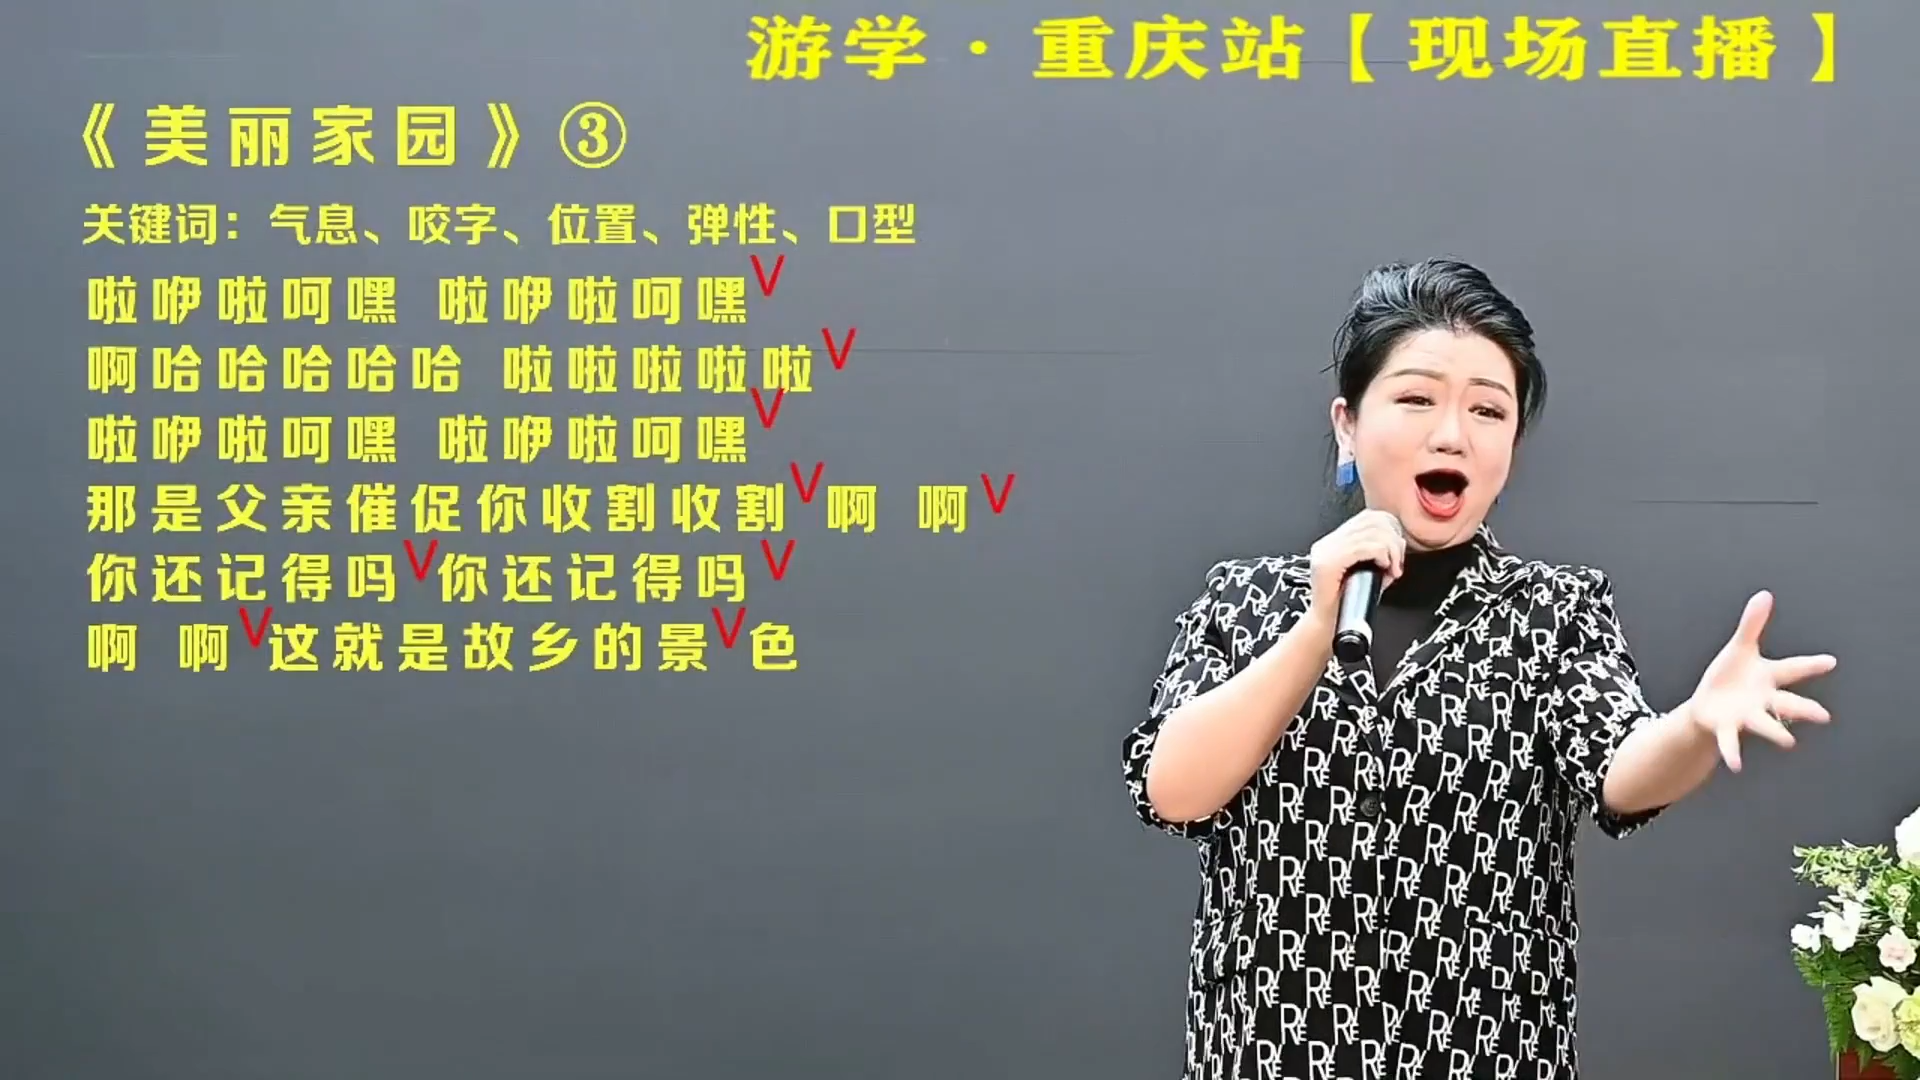 游学·重庆站【现场直播】
《美丽家园》③
关键词：气息、咬字、位置、弹性、口型
啦咿啦呵嘿 啦咿啦呵嘿V
啊哈哈哈哈哈 啦啦啦啦啦V
啦咿啦呵嘿 啦咿啦呵嘿V
那是父亲催促你收割收割V啊 啊V
你还记得吗V你还记得吗V
啊 啊V这就是故乡的景V色